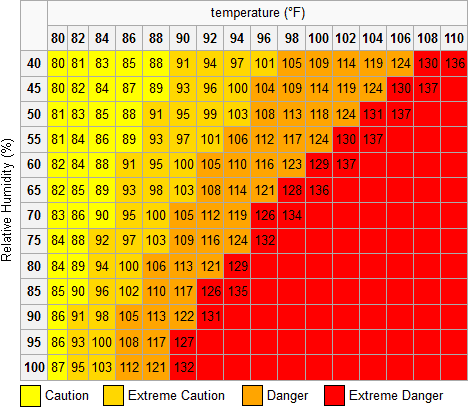 temperature (°F)
80 82 84 86 88 90 92 94 96 98 100 102 104 106 108 110
Relative Humidity (%)
40 80 81 83 85 88 91 94 97 101 105 109 114 119 124 130 136
45 80 82 84 87 89 93 96 100 104 109 114 119 124 130 137
50 81 83 85 88 91 95 99 103 108 113 118 124 131 137
55 81 84 86 89 93 97 101 106 112 117 124 130 137
60 82 84 88 91 95 100 105 110 116 123 129 137
65 82 85 89 93 98 103 108 114 121 128 136
70 83 86 90 95 100 105 112 119 126 134
75 84 88 92 97 103 109 116 124 132
80 84 89 94 100 106 113 121 129
85 85 90 96 102 110 117 126 135
90 86 91 98 105 113 122 131
95 86 93 100 108 117 127
100 87 95 103 112 121 132
Caution Extreme Caution Danger Extreme Danger